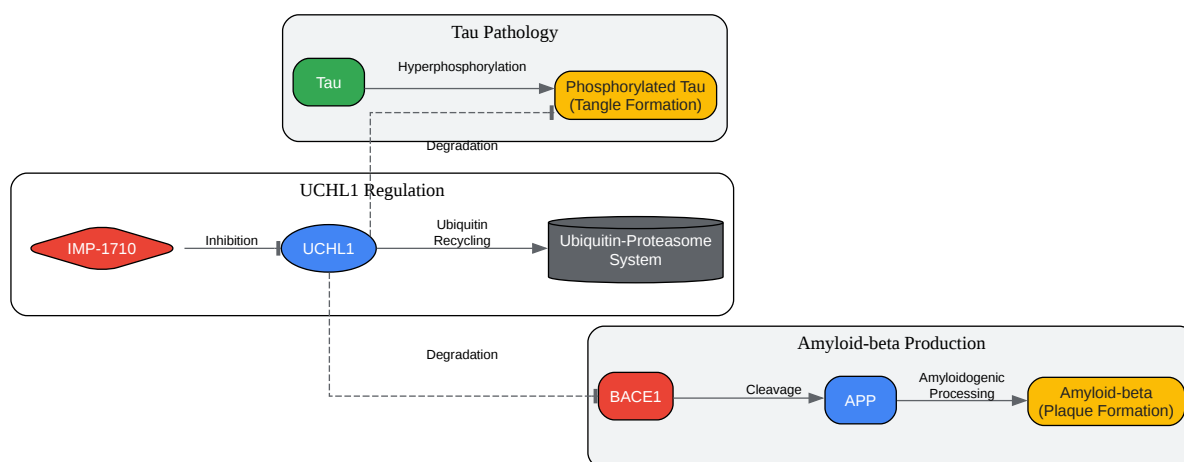 Tau Pathology
Tau
Hyperphosphorylation
Phosphorylated Tau
(Tangle Formation)
Degradation
UCHL1 Regulation
IMP-1710
Inhibition
UCHL1
Ubiquitin
Recycling
Ubiquitin-Proteasome
System
Degradation
Amyloid-beta Production
BACE1
Cleavage
APP
Amyloidogenic
Processing
Amyloid-beta
(Plaque Formation)